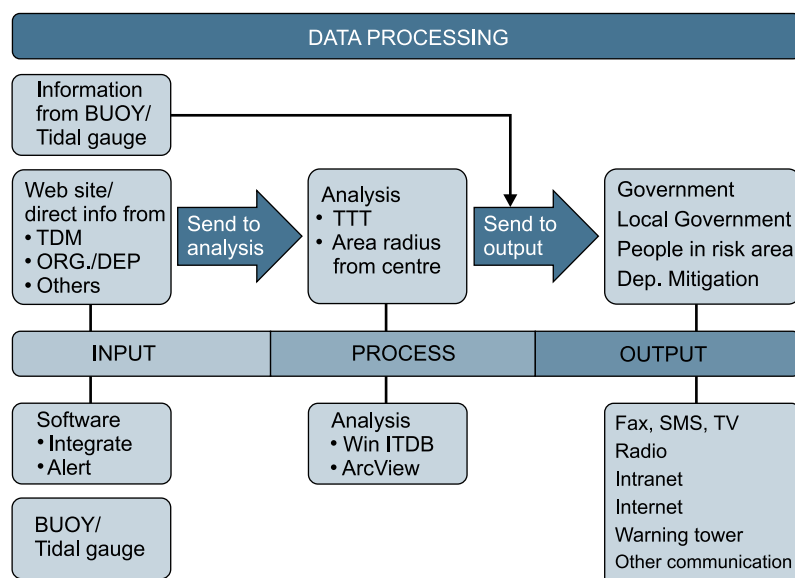 DATA PROCESSING
Information
from BUOY/
Tidal gauge
Web site/
direct info from
• TDM
• ORG./DEP
• Others
Send to
analysis
Analysis
• TTT
• Area radius
from centre
Send to
output
Government
Local Government
People in risk area
Dep. Mitigation
INPUT
PROCESS
OUTPUT
Software
• Integrate
• Alert
BUOY/
Tidal gauge
Analysis
• Win ITDB
• ArcView
Fax, SMS, TV
Radio
Intranet
Internet
Warning tower
Other communication